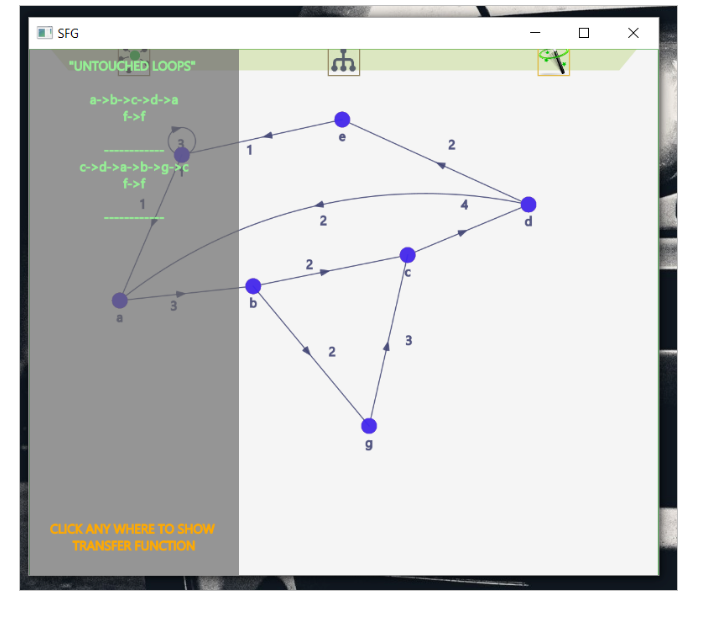 SFG
"UNTOUCHED LOOPS"
a->b->c->d->a
f->f
------------
c->d->a->b->g->c
f->f
------------
3
1
e
2
1
2
4
d
2
c
a
3
b
2
3
g
CLICK ANY WHERE TO SHOW
TRANSFER FUNCTION